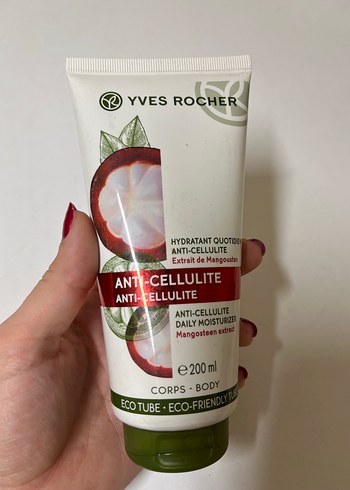 YVES ROCHER
HYDRATANT QUOTIDIEN
ANTI-CELLULITE
Extrait de Mangoustan
ANTI-CELLULITE
ANTI-CELLULITE
ANTI-CELLULITE
DAILY MOISTURIZER
Mangosteen extract
℮ 200 ml
CORPS - BODY
ECO TUBE • ECO-FRIENDLY TUBE